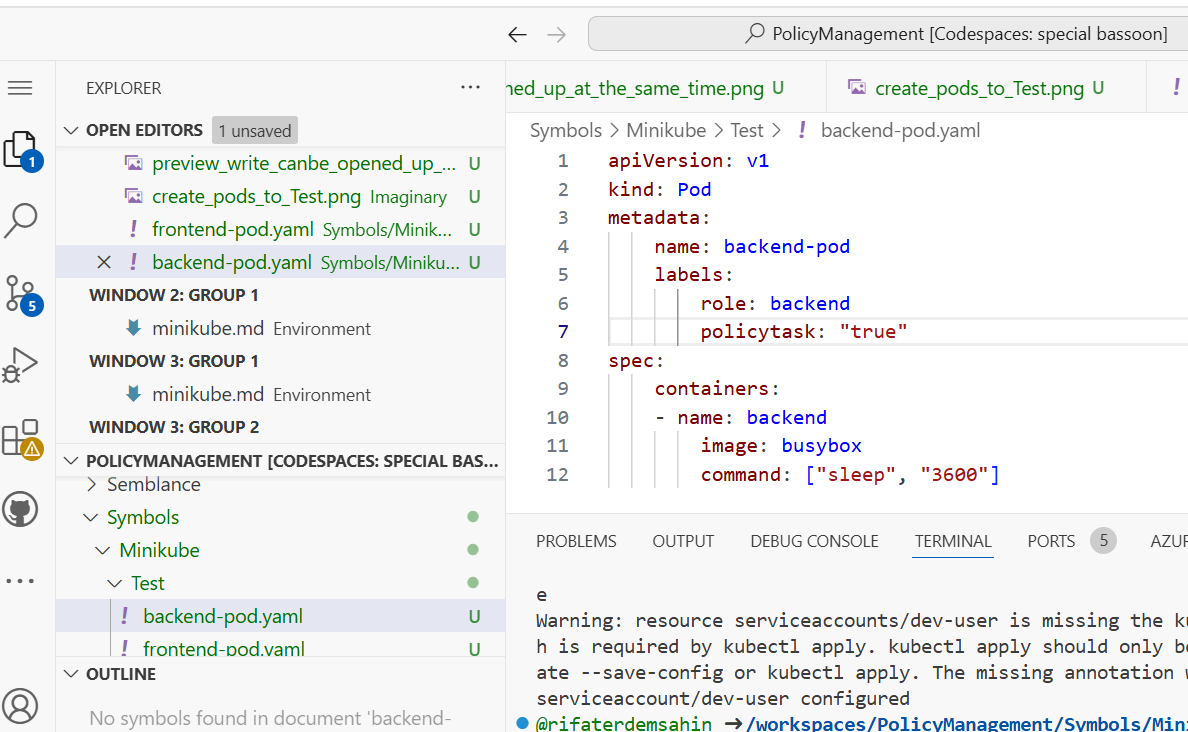 PolicyManagement [Codespaces: special bassoon]
EXPLORER
OPEN EDITORS 1 unsaved
preview_write_canbe_opened_up_... U
create_pods_to_Test.png Imaginary U
frontend-pod.yaml Symbols/Minik... U
backend-pod.yaml Symbols/Miniku... U
WINDOW 2: GROUP 1
minikube.md Environment
WINDOW 3: GROUP 1
minikube.md Environment
WINDOW 3: GROUP 2
POLICYMANAGEMENT [CODESPACES: SPECIAL BAS...
Semblance
Symbols
Minikube
Test
! backend-pod.yaml U
! frontend-pod.yaml U
OUTLINE
No symbols found in document 'backend-
1
5
ned_up_at_the_same_time.png U
create_pods_to_Test.png U
!
Symbols > Minikube > Test > ! backend-pod.yaml
1 apiVersion: v1
2 kind: Pod
3 metadata:
4 name: backend-pod
5 labels:
6 role: backend
7 policytask: "true"
8 spec:
9 containers:
10 - name: backend
11 image: busybox
12 command: ["sleep", "3600"]
PROBLEMS OUTPUT DEBUG CONSOLE TERMINAL PORTS 5 AZUR
e
Warning: resource serviceaccounts/dev-user is missing the ku
h is required by kubectl apply. kubectl apply should only be
ate --save-config or kubectl apply. The missing annotation w
serviceaccount/dev-user configured
@rifaterdemsahin ➜/workspaces/PolicyManagement/Symbols/Mini